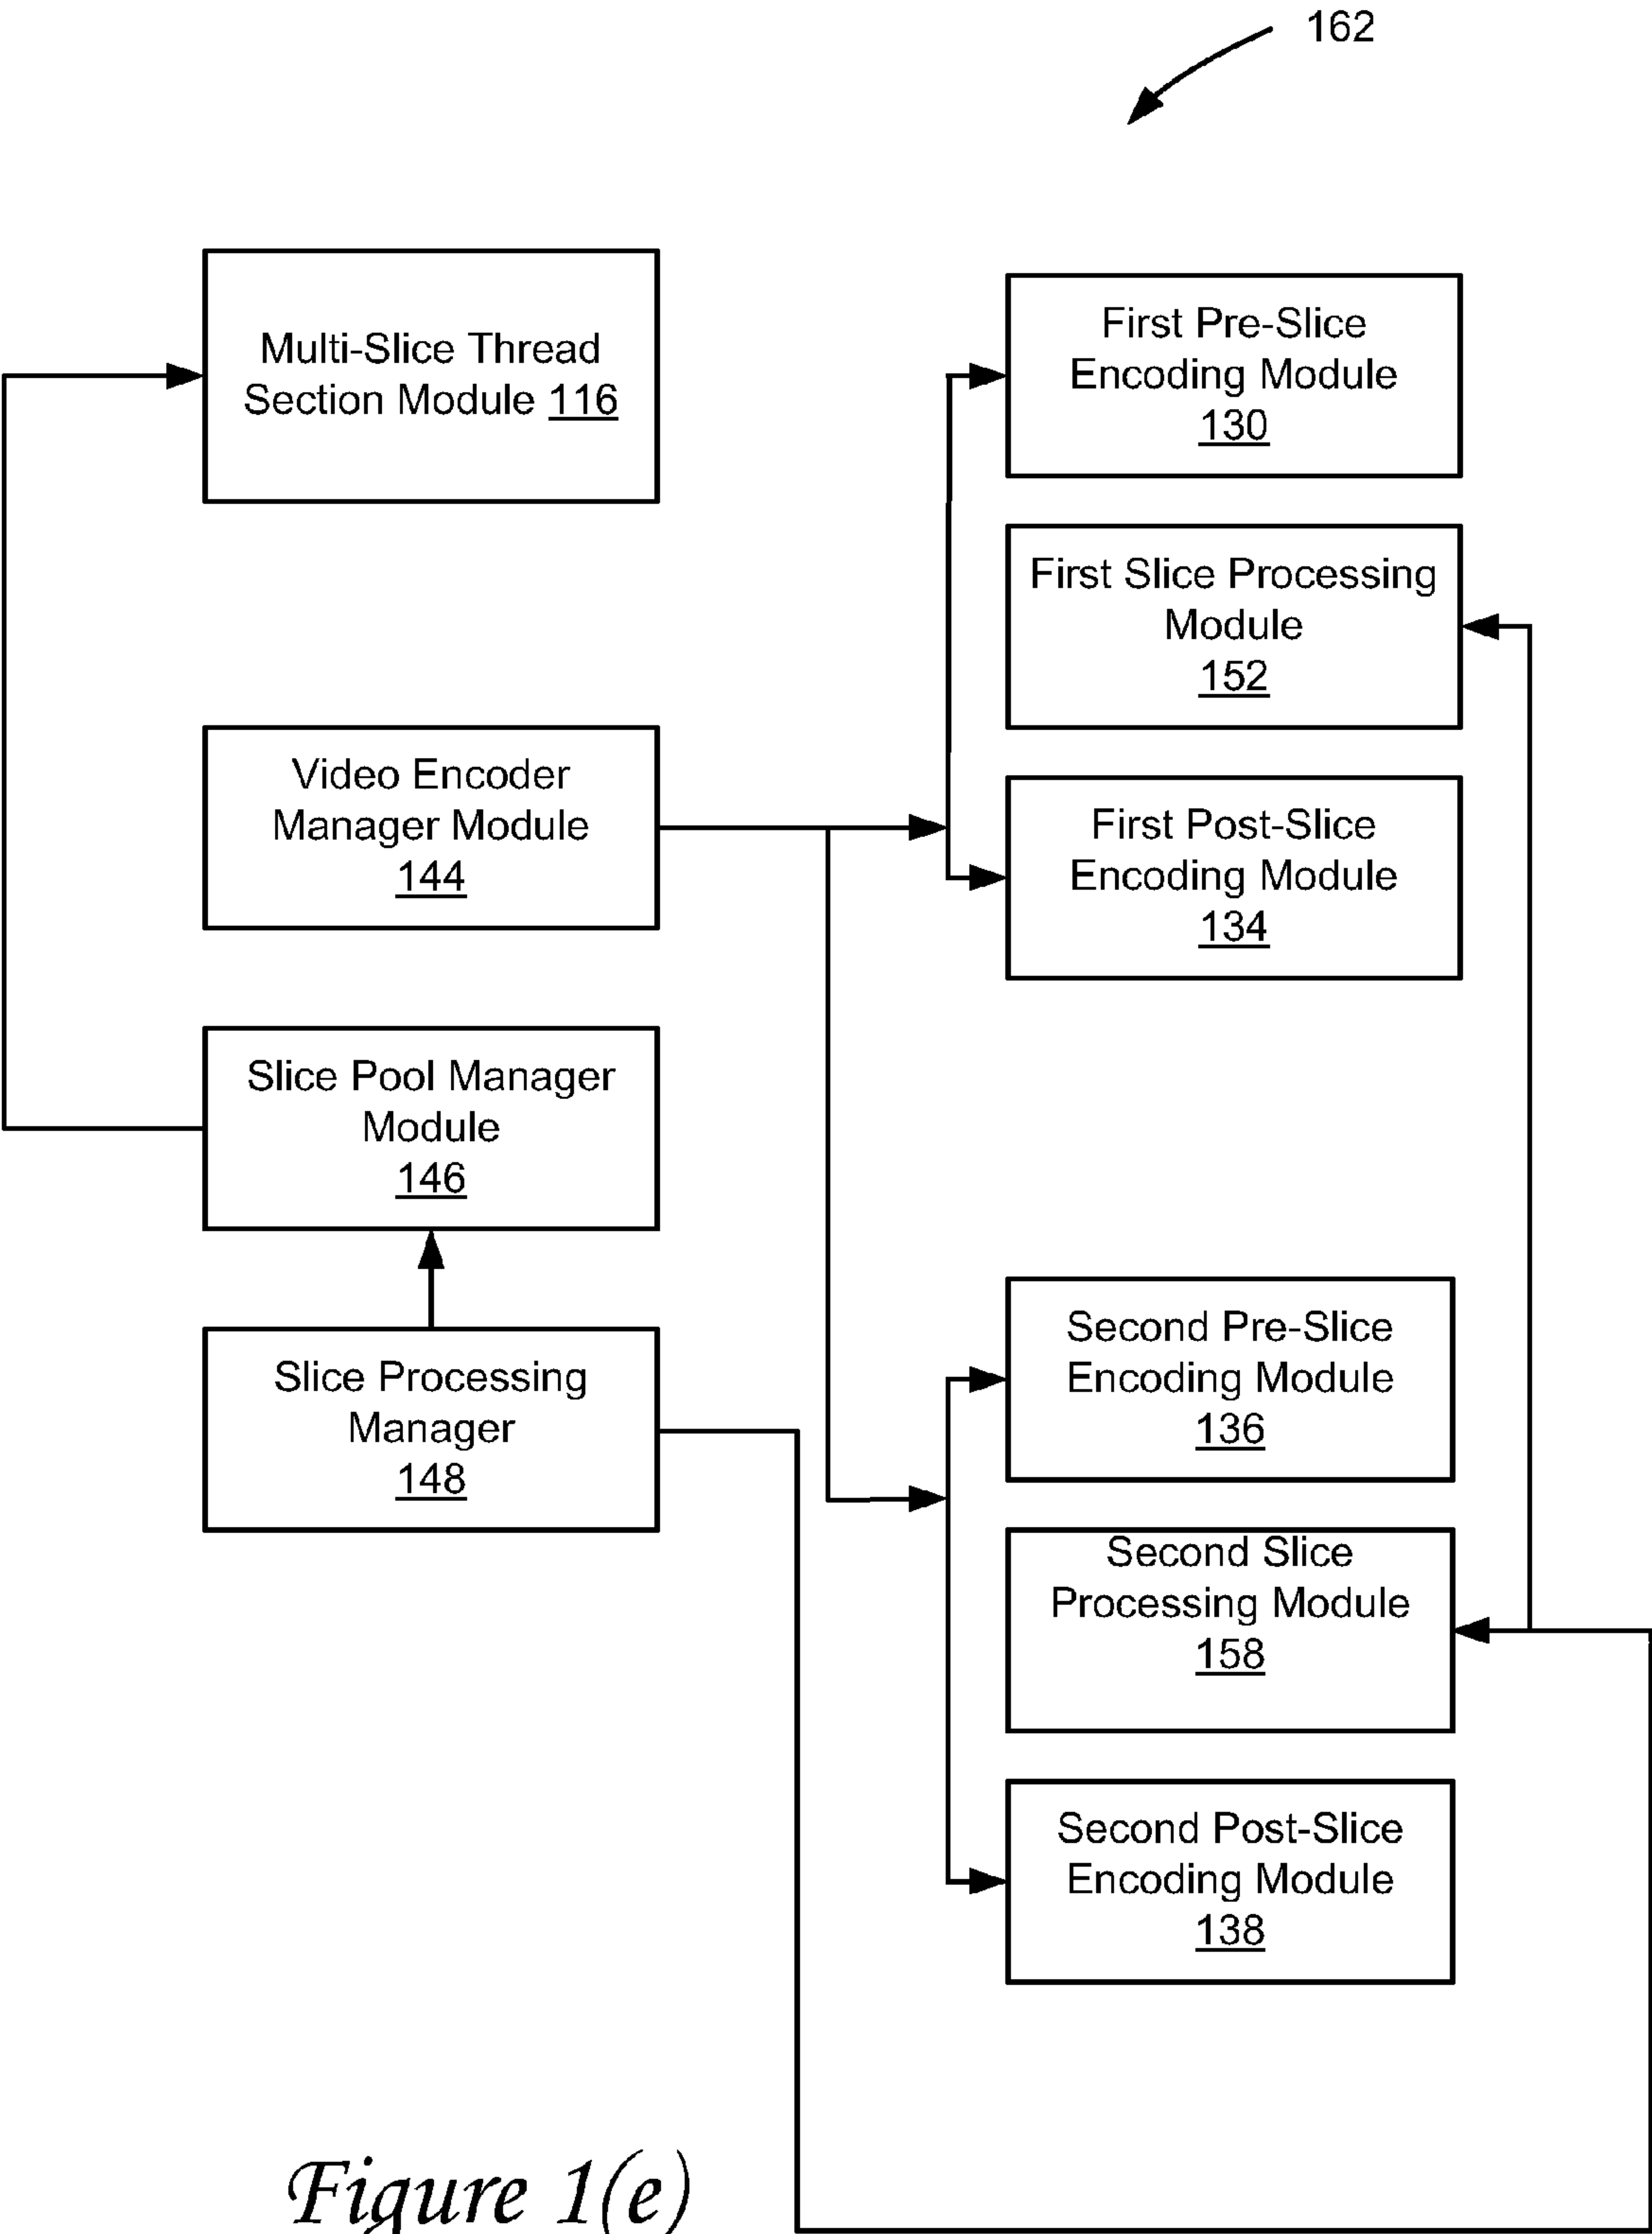 162
Multi-Slice Thread
Section Module 116
First Pre-Slice
Encoding Module
130
First Slice Processing
Module
152
Video Encoder
Manager Module
144
First Post-Slice
Encoding Module
134
Slice Pool Manager
Module
146
Slice Processing
Manager
148
Second Pre-Slice
Encoding Module
136
Second Slice
Processing Module
158
Second Post-Slice
Encoding Module
138
Figure 1(e)